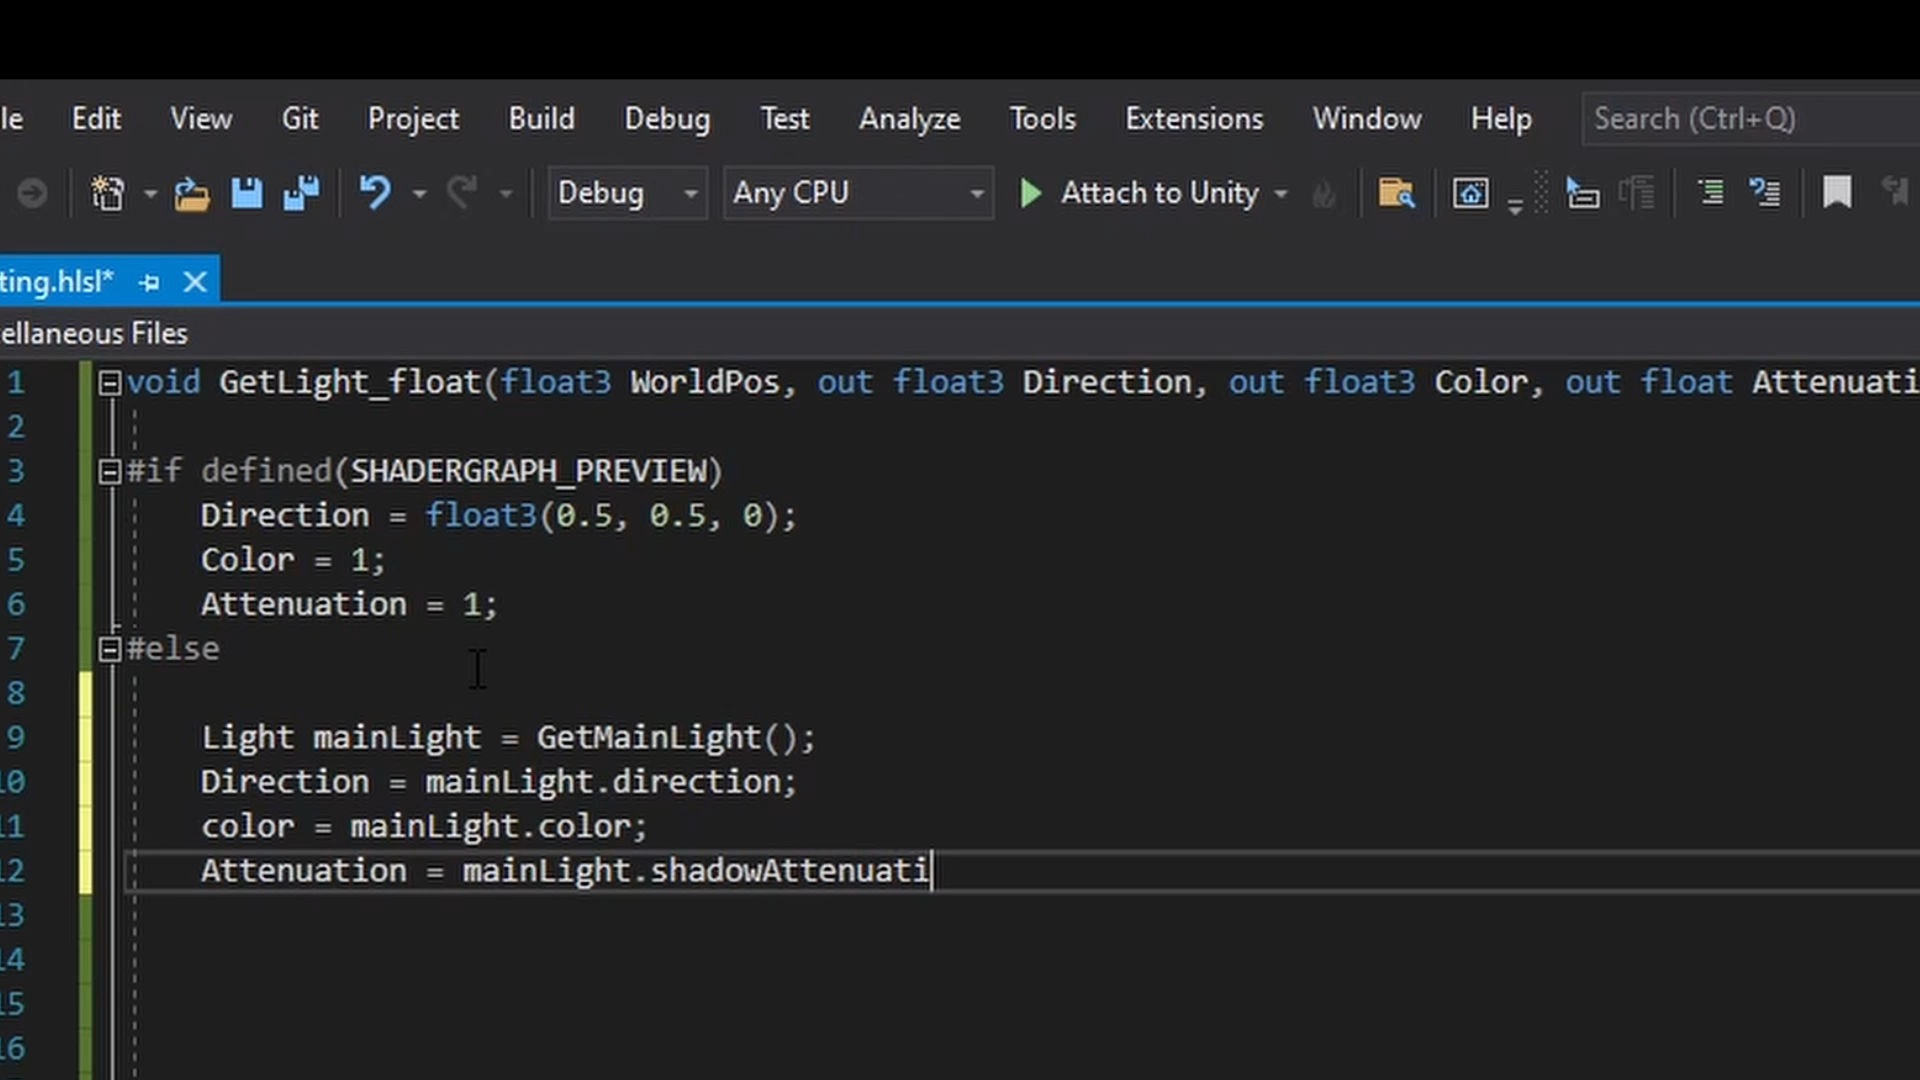 le Edit View Git Project Build Debug Test Analyze Tools Extensions Window Help Search (Ctrl+Q)
Debug Any CPU Attach to Unity
ting.hlsl*
ellaneous Files
1 void GetLight_float(float3 WorldPos, out float3 Direction, out float3 Color, out float Attenuati
2
3 #if defined(SHADERGRAPH_PREVIEW)
4 Direction = float3(0.5, 0.5, 0);
5 Color = 1;
6 Attenuation = 1;
7 #else
8
9 Light mainLight = GetMainLight();
10 Direction = mainLight.direction;
11 color = mainLight.color;
12 Attenuation = mainLight.shadowAttenuati
13
14
15
16